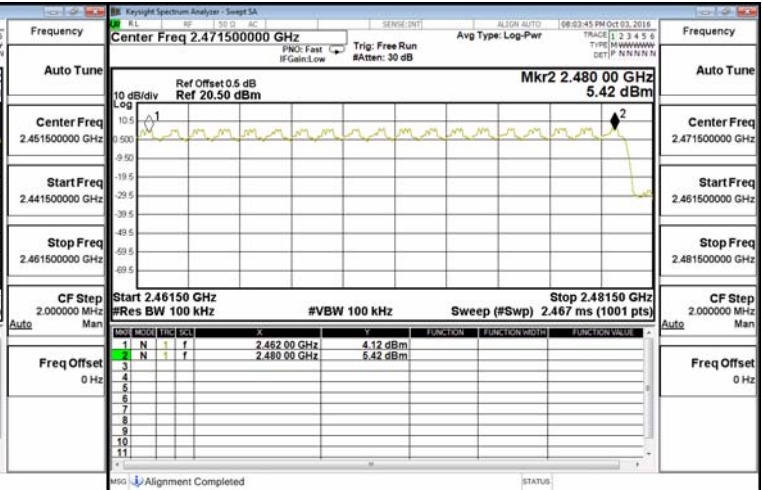 Frequency
Auto Tune
Center Freq
2.451500000 GHz
Start Freq
2.441500000 GHz
Stop Freq
2.461500000 GHz
CF Step
2.000000 MHz
Auto Man
Freq Offset
0 Hz
Keysight Spectrum Analyzer - Swept SA
RL RF 50 Ω AC SENSE:INT ALIGN AUTO 08:03:45 PM Oct 03, 2016
Center Freq 2.471500000 GHz
PNO: Fast
IFGain:Low
Trig: Free Run
#Atten: 30 dB
Avg Type: Log-Pwr
TRACE 1 2 3 4 5 6
TYPE M WWWWW
DET P N N N N N
Mkr2 2.480 00 GHz
5.42 dBm
Ref Offset 0.5 dB
Ref 20.50 dBm
10 dB/div
Log
10.5
0.500
-9.50
-19.5
-29.5
-39.5
-49.5
-59.5
-69.5
1
2
Start 2.46150 GHz
Stop 2.48150 GHz
#Res BW 100 kHz
#VBW 100 kHz
Sweep (#Swp) 2.467 ms (1001 pts)
MKR MODE TRC SCL X Y FUNCTION FUNCTION WIDTH FUNCTION VALUE
1 N 1 f 2.462 00 GHz 4.12 dBm
2 N 1 f 2.480 00 GHz 5.42 dBm
3
4
5
6
7
8
9
10
11
MSG Alignment Completed
STATUS
Frequency
Auto Tune
Center Freq
2.471500000 GHz
Start Freq
2.461500000 GHz
Stop Freq
2.481500000 GHz
CF Step
2.000000 MHz
Auto Man
Freq Offset
0 Hz